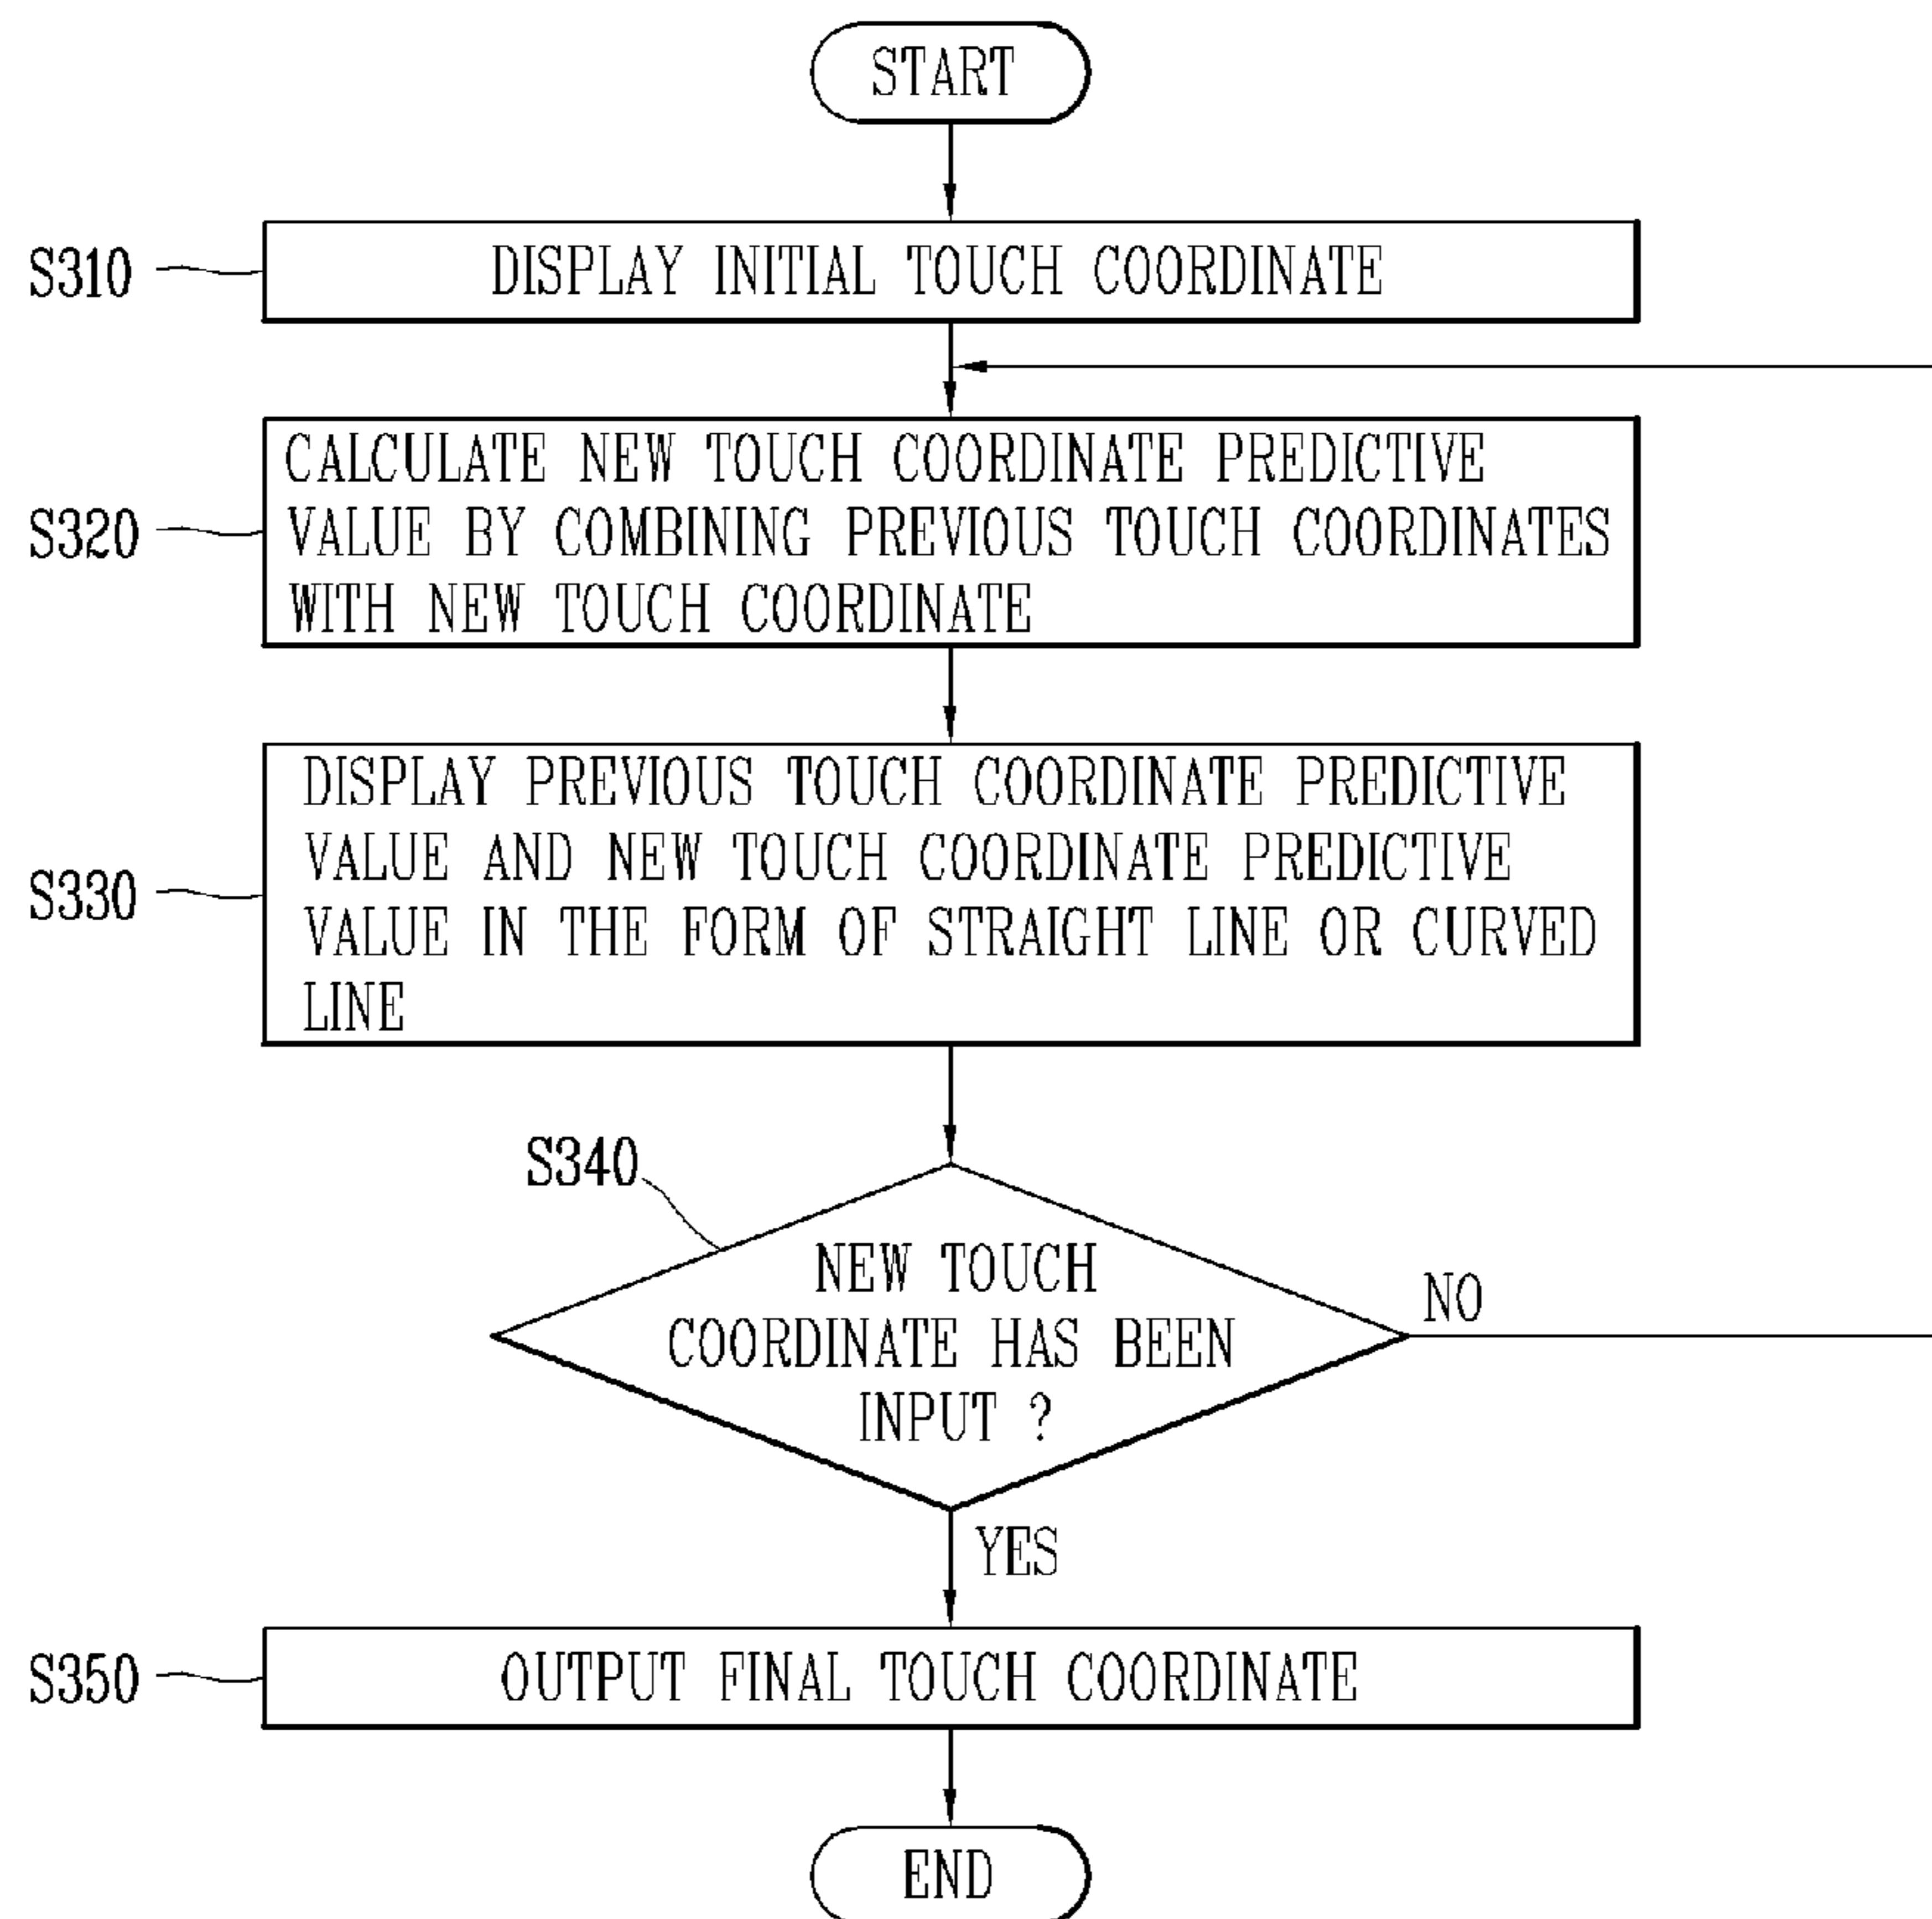 START
S310
DISPLAY INITIAL TOUCH COORDINATE
S320
CALCULATE NEW TOUCH COORDINATE PREDICTIVE
VALUE BY COMBINING PREVIOUS TOUCH COORDINATES
WITH NEW TOUCH COORDINATE
S330
DISPLAY PREVIOUS TOUCH COORDINATE PREDICTIVE
VALUE AND NEW TOUCH COORDINATE PREDICTIVE
VALUE IN THE FORM OF STRAIGHT LINE OR CURVED
LINE
S340
NEW TOUCH
COORDINATE HAS BEEN
INPUT ?
NO
YES
S350
OUTPUT FINAL TOUCH COORDINATE
END